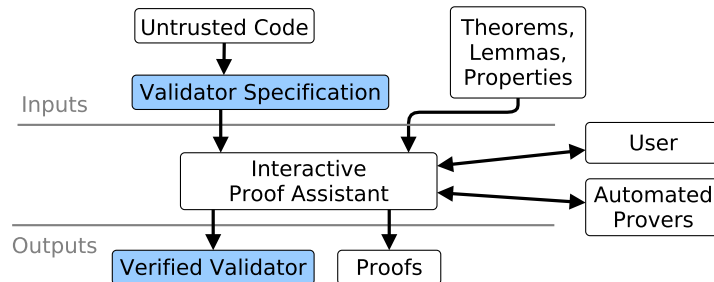 Untrusted Code
Theorems,
Lemmas,
Properties
Validator Specification
Inputs
User
Interactive
Proof Assistant
Automated
Provers
Outputs
Verified Validator
Proofs